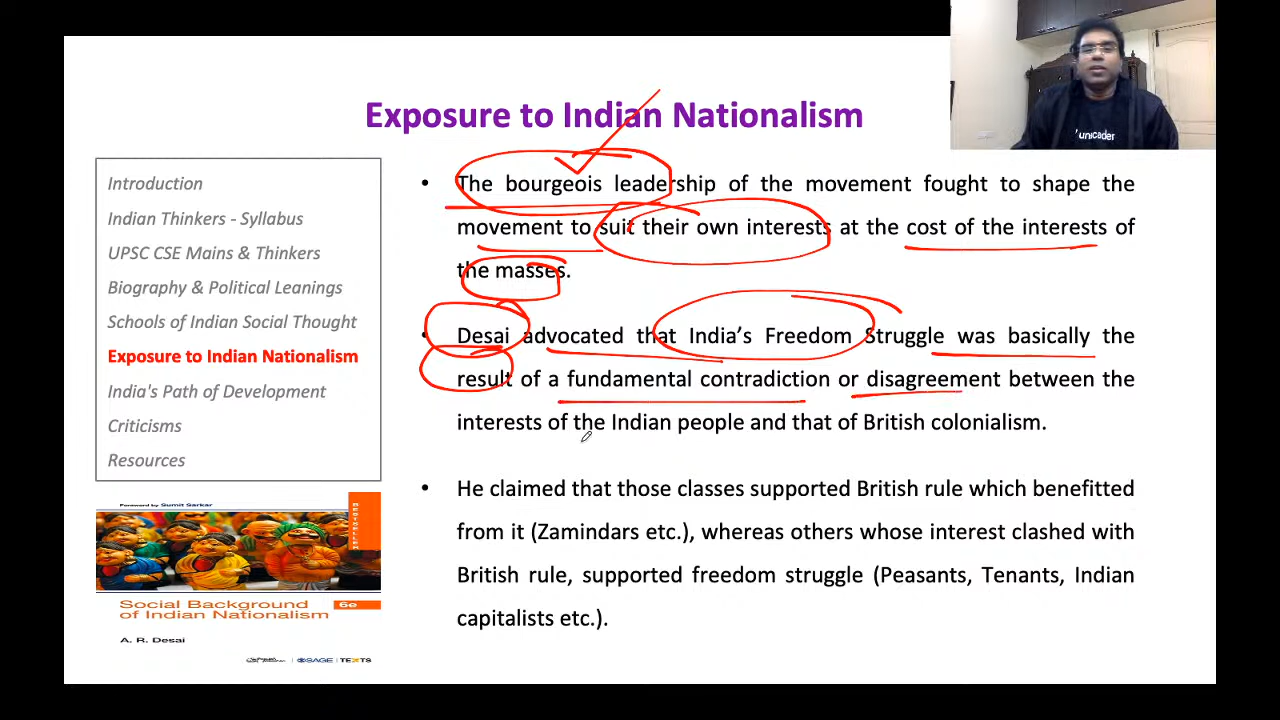 unicader
Exposure to Indian Nationalism
Introduction
Indian Thinkers - Syllabus
UPSC CSE Mains & Thinkers
Biography & Political Leanings
Schools of Indian Social Thought
Exposure to Indian Nationalism
India's Path of Development
Criticisms
Resources
• The bourgeois leadership of the movement fought to shape the
movement to suit their own interests at the cost of the interests of
the masses.
• Desai advocated that India’s Freedom Struggle was basically the
result of a fundamental contradiction or disagreement between the
interests of the Indian people and that of British colonialism.
• He claimed that those classes supported British rule which benefitted
from it (Zamindars etc.), whereas others whose interest clashed with
British rule, supported freedom struggle (Peasants, Tenants, Indian
capitalists etc.).
Foreword by Sumit Sarkar
Social Background
of Indian Nationalism
6e
A. R. Desai
SAGE | TEXTS